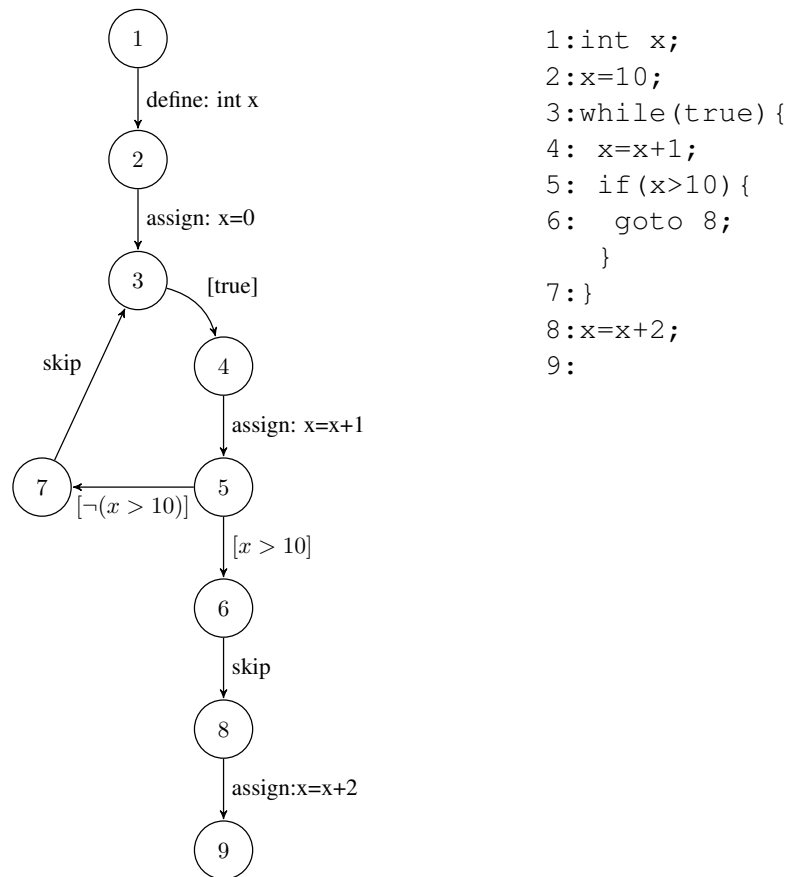 1
define: int x
2
assign: x=0
3
[true]
skip
4
assign: x=x+1
7
5
[¬(x > 10)]
[x > 10]
6
skip
8
assign:x=x+2
9
1:int x;
2:x=10;
3:while(true){
4: x=x+1;
5: if(x>10){
6:  goto 8;
}
7:}
8:x=x+2;
9: